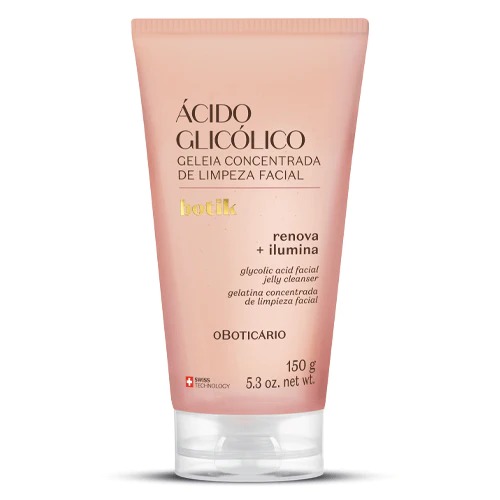 ÁCIDO
GLICÓLICO
GELEIA CONCENTRADA
DE LIMPEZA FACIAL
botik
renova
+ ilumina
glycolic acid facial
jelly cleanser
gelatina concentrada
de limpieza facial
oBOTICÁRIO
150 g
5.3 oz. net wt.
SWISS
TECHNOLOGY